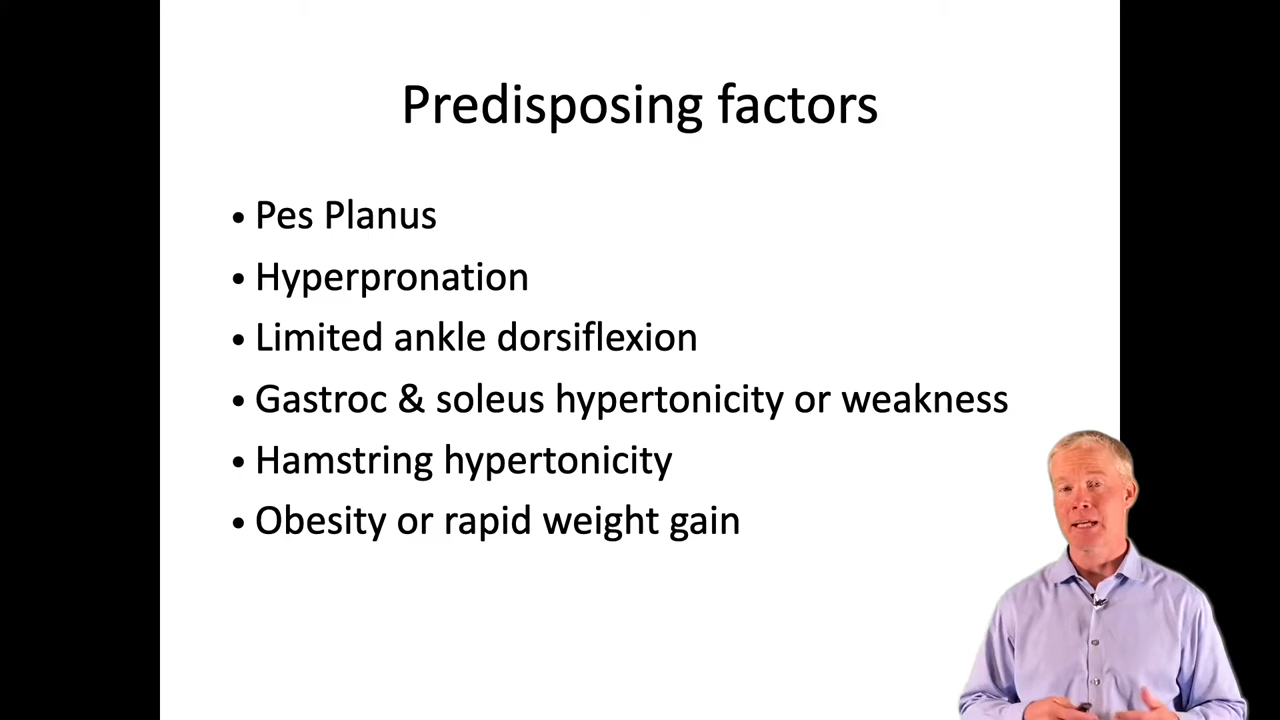 Predisposing factors
• Pes Planus
• Hyperpronation
• Limited ankle dorsiflexion
• Gastroc & soleus hypertonicity or weakness
• Hamstring hypertonicity
• Obesity or rapid weight gain